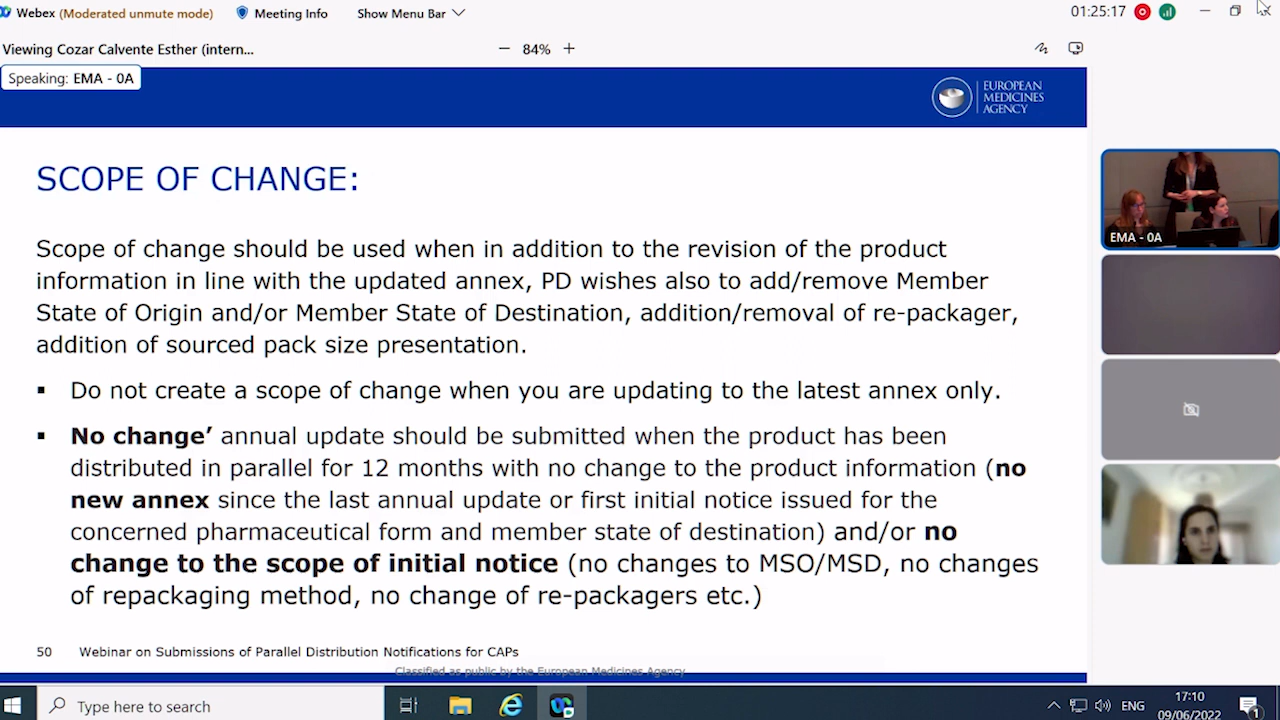 Webex (Moderated unmute mode) Meeting Info Show Menu Bar 01:25:17
Viewing Cozar Calvente Esther (intern... 84%
Speaking: EMA - 0A
EUROPEAN
MEDICINES
AGENCY
SCOPE OF CHANGE:
Scope of change should be used when in addition to the revision of the product
information in line with the updated annex, PD wishes also to add/remove Member
State of Origin and/or Member State of Destination, addition/removal of re-packager,
addition of sourced pack size presentation.
▪ Do not create a scope of change when you are updating to the latest annex only.
▪ No change’ annual update should be submitted when the product has been
distributed in parallel for 12 months with no change to the product information (no
new annex since the last annual update or first initial notice issued for the
concerned pharmaceutical form and member state of destination) and/or no
change to the scope of initial notice (no changes to MSO/MSD, no changes
of repackaging method, no change of re-packagers etc.)
50 Webinar on Submissions of Parallel Distribution Notifications for CAPs
Classified as public by the European Medicines Agency
EMA - 0A
Type here to search
ENG
17:10
09/06/2022
1